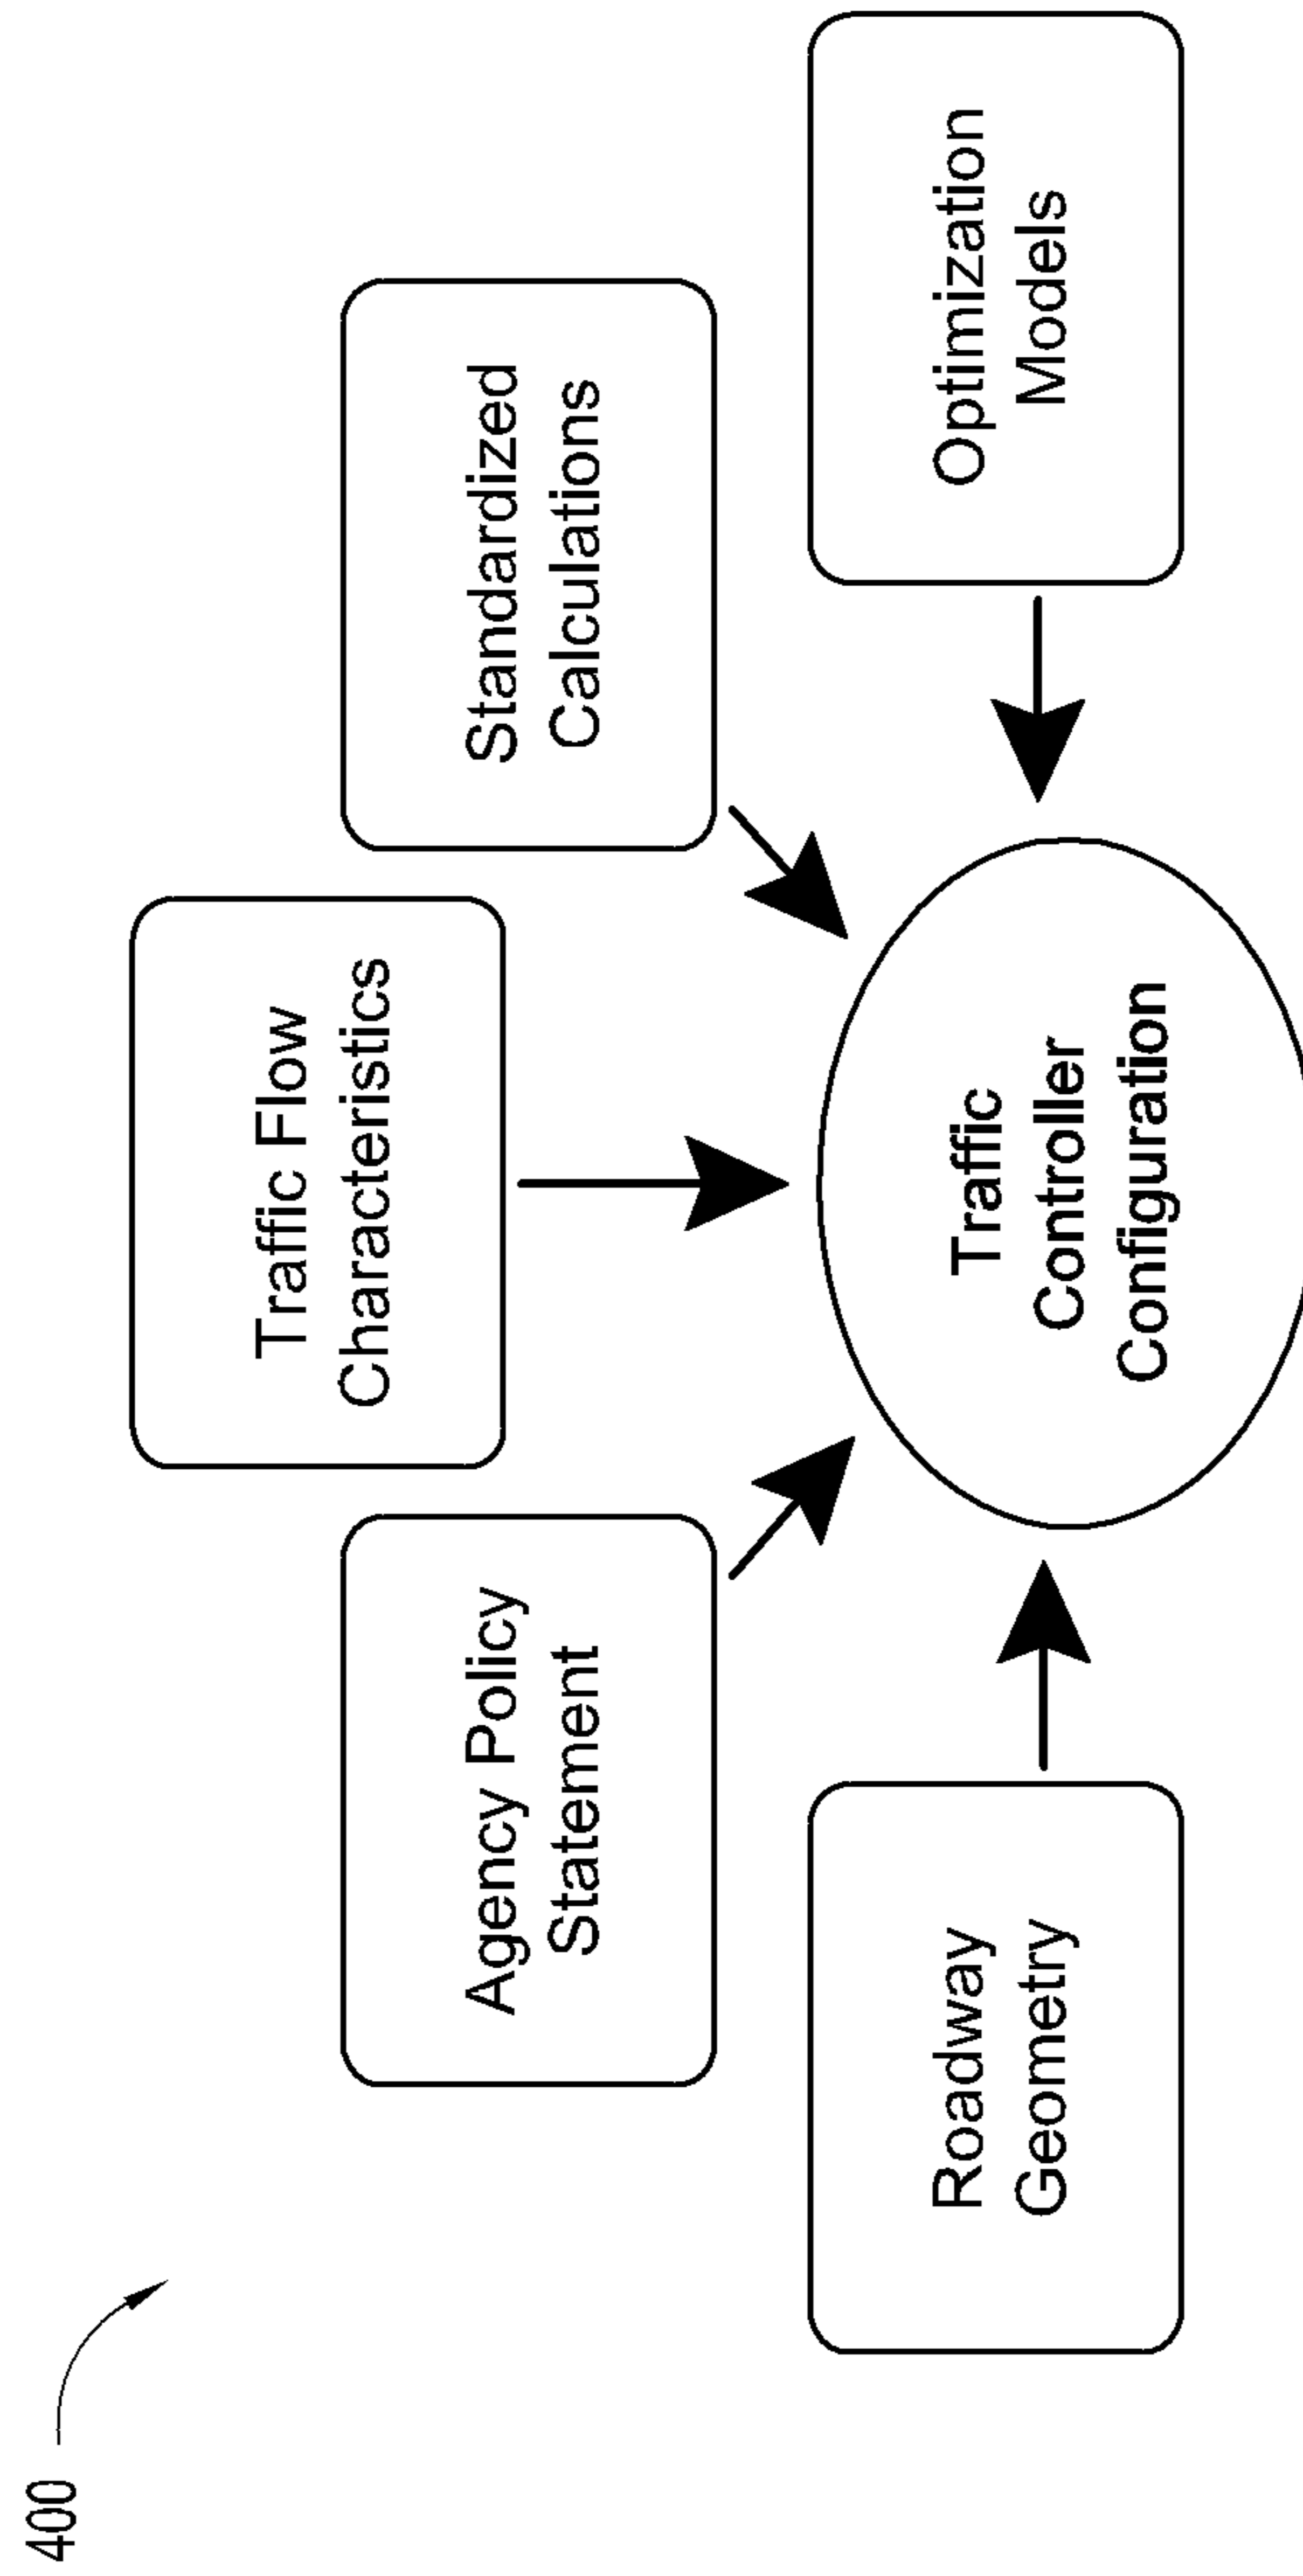 400
Roadway
Geometry
Agency Policy
Statement
Traffic Flow
Characteristics
Standardized
Calculations
Optimization
Models
Traffic
Controller
Configuration